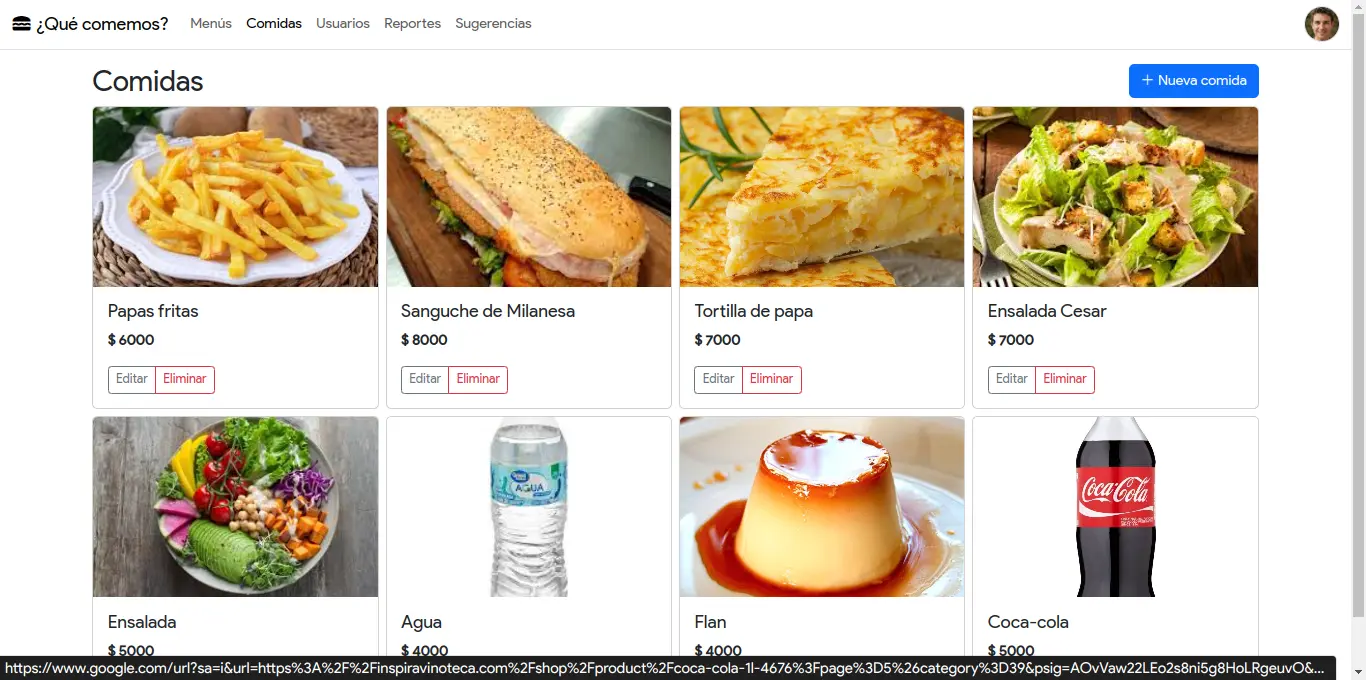 ¿Qué comemos? Menús Comidas Usuarios Reportes Sugerencias
Comidas
+ Nueva comida
Papas fritas
$ 6000
Editar Eliminar
Sanguche de Milanesa
$ 8000
Editar Eliminar
Tortilla de papa
$ 7000
Editar Eliminar
Ensalada Cesar
$ 7000
Editar Eliminar
Ensalada
$ 5000
AGUA
Agua
$ 4000
Flan
$ 4000
Coca-Cola
Coca-cola
$ 5000
https://www.google.com/url?sa=i&url=https%3A%2F%2Finspiravinoteca.com%2Fshop%2Fproduct%2Fcoca-cola-1l-4676%3Fpage%3D5%26category%3D39&psig=AOvVaw22LEo2s8ni5g8HoLRgeuvO&...